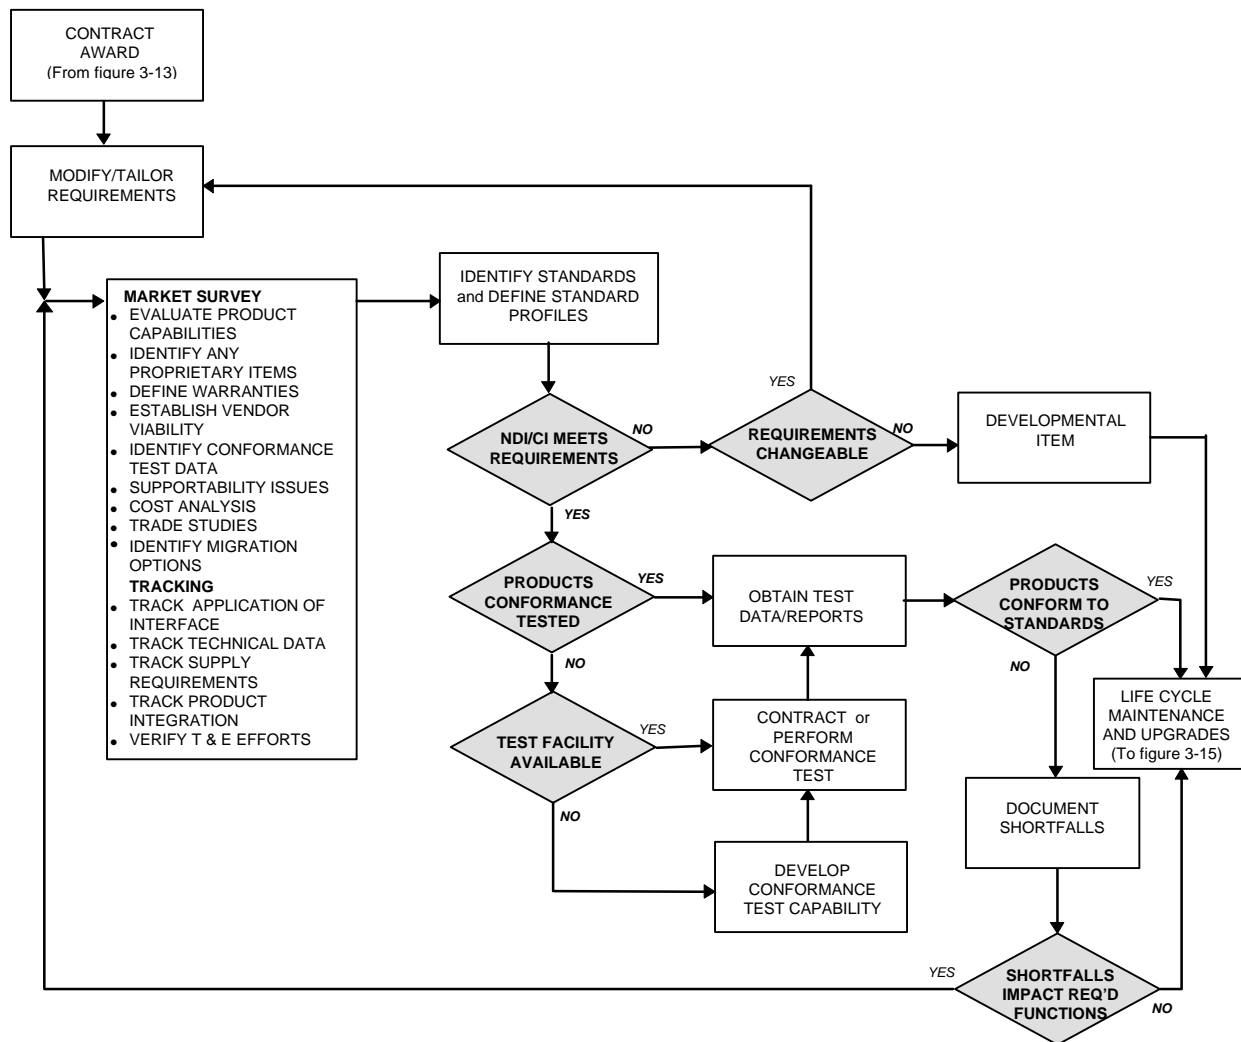 CONTRACT
AWARD
(From figure 3-13)
MODIFY/TAILOR
REQUIREMENTS
MARKET SURVEY
• EVALUATE PRODUCT
CAPABILITIES
• IDENTIFY ANY
PROPRIETARY ITEMS
• DEFINE WARRANTIES
• ESTABLISH VENDOR
VIABILITY
• IDENTIFY CONFORMANCE
TEST DATA
• SUPPORTABILITY ISSUES
• COST ANALYSIS
• TRADE STUDIES
• IDENTIFY MIGRATION
OPTIONS
TRACKING
• TRACK APPLICATION OF
INTERFACE
• TRACK TECHNICAL DATA
• TRACK SUPPLY
REQUIREMENTS
• TRACK PRODUCT
INTEGRATION
• VERIFY T & E EFFORTS
IDENTIFY STANDARDS
and DEFINE STANDARD
PROFILES
NDI/CI MEETS
REQUIREMENTS
NO
YES
REQUIREMENTS
CHANGEABLE
YES
NO
DEVELOPMENTAL
ITEM
PRODUCTS
CONFORMANCE
TESTED
YES
NO
OBTAIN TEST
DATA/REPORTS
PRODUCTS
CONFORM TO
STANDARDS
YES
NO
TEST FACILITY
AVAILABLE
YES
NO
CONTRACT or
PERFORM
CONFORMANCE
TEST
LIFE CYCLE
MAINTENANCE
AND UPGRADES
(To figure 3-15)
DOCUMENT
SHORTFALLS
DEVELOP
CONFORMANCE
TEST CAPABILITY
SHORTFALLS
IMPACT REQ'D
FUNCTIONS
YES
NO